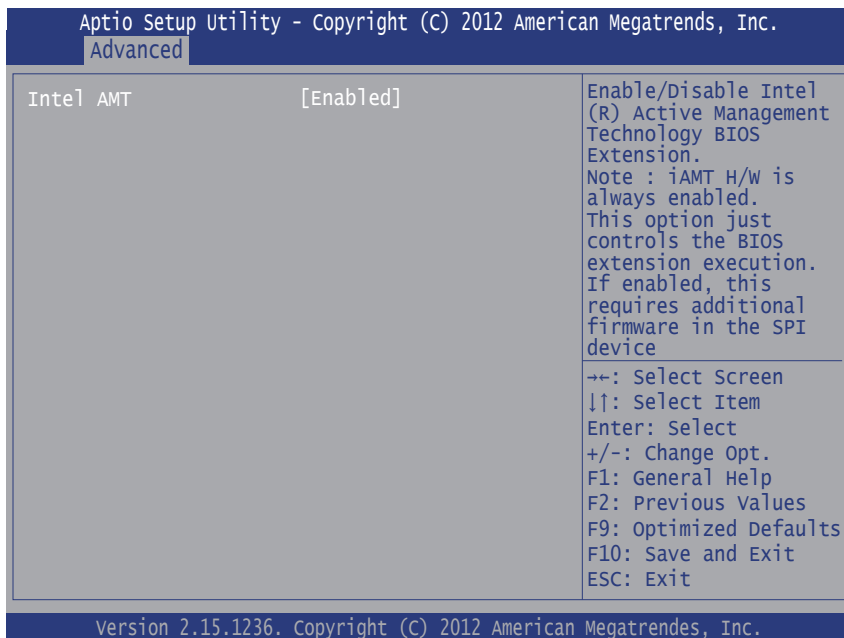 Aptio Setup Utility - Copyright (C) 2012 American Megatrends, Inc.
Advanced
Intel AMT [Enabled]
Enable/Disable Intel
(R) Active Management
Technology BIOS
Extension.
Note : iAMT H/W is
always enabled.
This option just
controls the BIOS
extension execution.
If enabled, this
requires additional
firmware in the SPI
device
→←: Select Screen
↓↑: Select Item
Enter: Select
+/-: Change Opt.
F1: General Help
F2: Previous Values
F9: Optimized Defaults
F10: Save and Exit
ESC: Exit
Version 2.15.1236. Copyright (C) 2012 American Megatrendes, Inc.